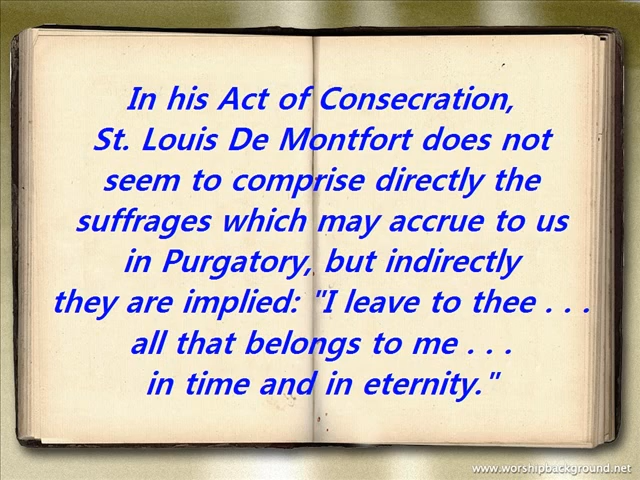 In his Act of Consecration,
St. Louis De Montfort does not
seem to comprise directly the
suffrages which may accrue to us
in Purgatory, but indirectly
they are implied: "I leave to thee . . .
all that belongs to me . . .
in time and in eternity."
www.worshipbackground.net